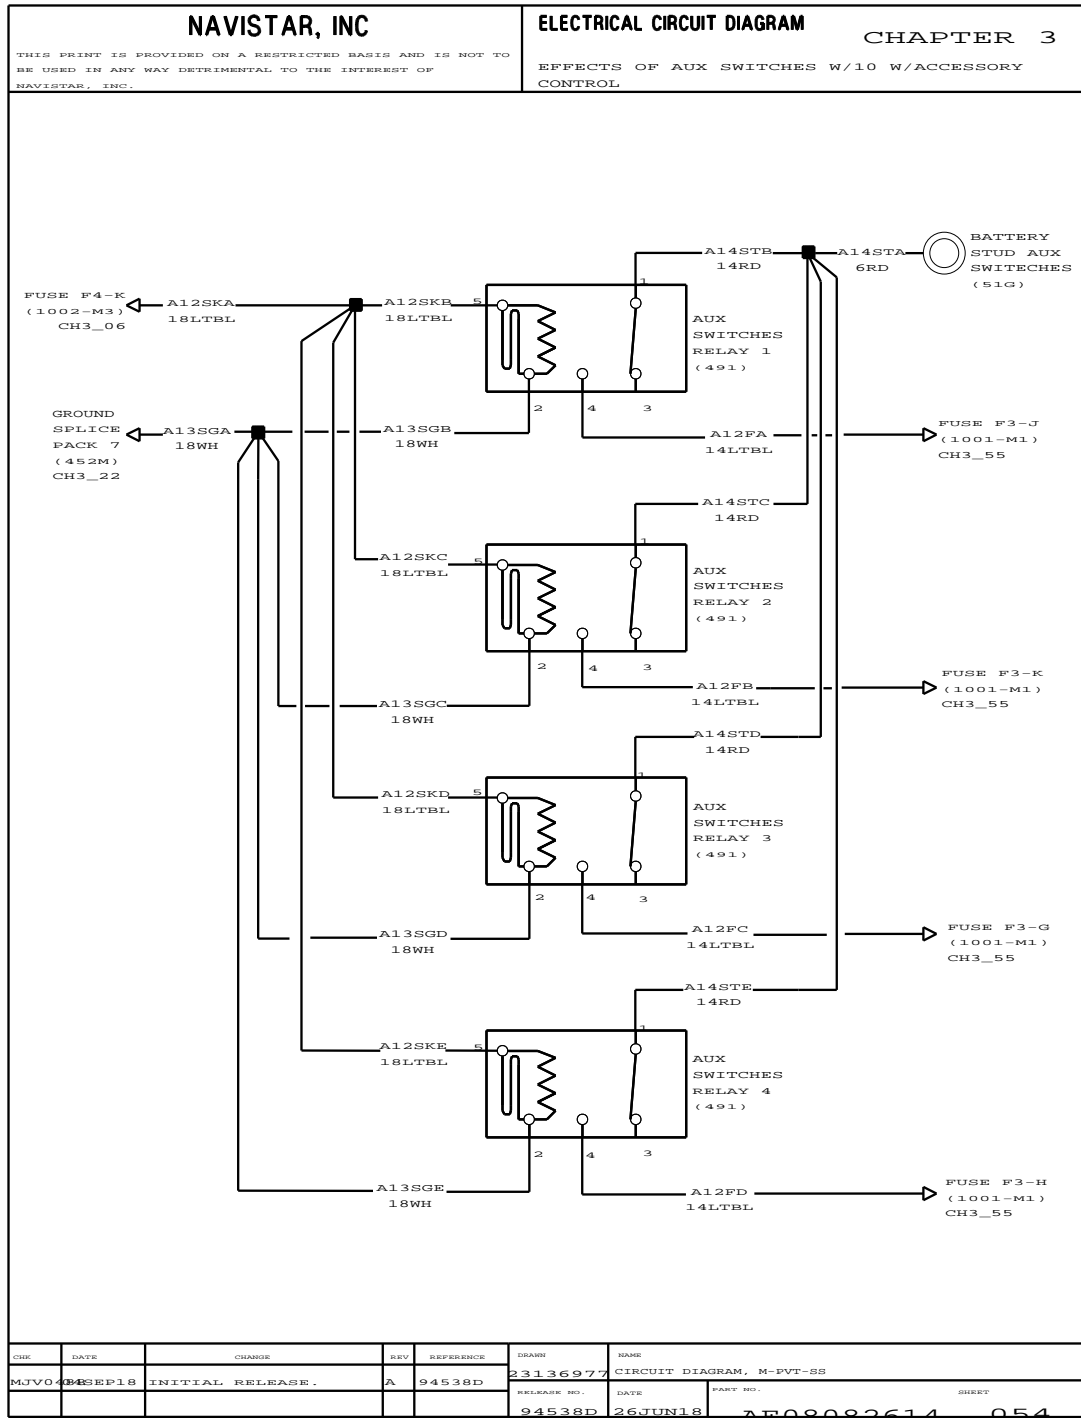 NAVISTAR, INC
THIS PRINT IS PROVIDED ON A RESTRICTED BASIS AND IS NOT TO
BE USED IN ANY WAY DETRIMENTAL TO THE INTEREST OF
NAVISTAR, INC.
ELECTRICAL CIRCUIT DIAGRAM
CHAPTER 3
EFFECTS OF AUX SWITCHES W/10 W/ACCESSORY
CONTROL
A14STB
14RD
A14STA
6RD
BATTERY
STUD AUX
SWITECHES
(51G)
FUSE F4-K
(1002-M3)
CH3_06
A12SKA
18LTBL
A12SKB
18LTBL
5
1
AUX
SWITCHES
RELAY 1
(491)
2
4
3
GROUND
SPLICE
PACK 7
(452M)
CH3_22
A13SGA
18WH
A13SGB
18WH
A12FA
14LTBL
FUSE F3-J
(1001-M1)
CH3_55
A14STC
14RD
A12SKC
18LTBL
5
1
AUX
SWITCHES
RELAY 2
(491)
2
4
3
A13SGC
18WH
A12FB
14LTBL
FUSE F3-K
(1001-M1)
CH3_55
A14STD
14RD
A12SKD
18LTBL
5
1
AUX
SWITCHES
RELAY 3
(491)
2
4
3
A13SGD
18WH
A12FC
14LTBL
FUSE F3-G
(1001-M1)
CH3_55
A14STE
14RD
A12SKE
18LTBL
5
1
AUX
SWITCHES
RELAY 4
(491)
2
4
3
A13SGE
18WH
A12FD
14LTBL
FUSE F3-H
(1001-M1)
CH3_55
CHK DATE CHANGE REV REFERENCE
INITIAL RELEASE. A 94538D
DRAWN
23136977
NAME
CIRCUIT DIAGRAM, M-PVT-SS
RELEASE NO.
94538D
DATE
26JUN18
PART NO.
AE08082614
SHEET
054